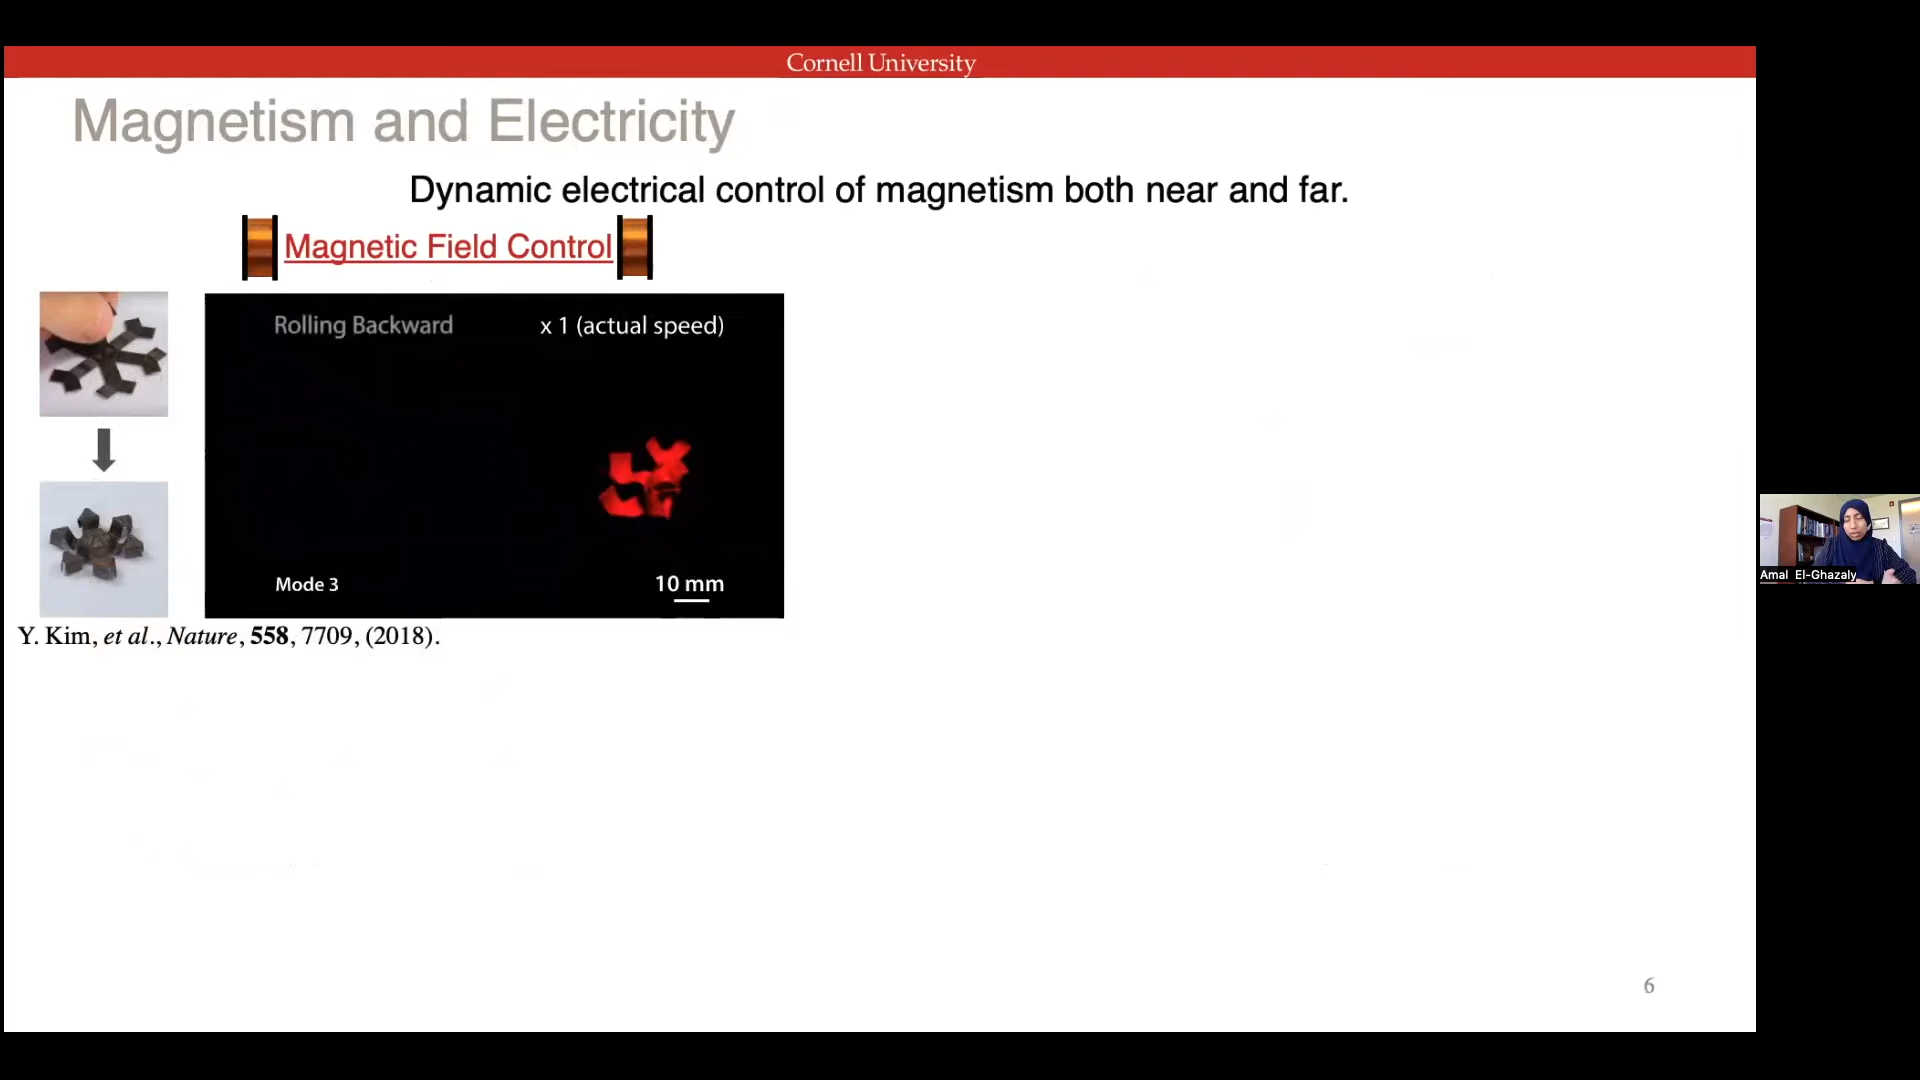 Cornell University
Magnetism and Electricity
Dynamic electrical control of magnetism both near and far.
Magnetic Field Control
Rolling Backward
x 1 (actual speed)
Mode 3
10 mm
Y. Kim, et al., Nature, 558, 7709, (2018).
Amal El-Ghazaly
6